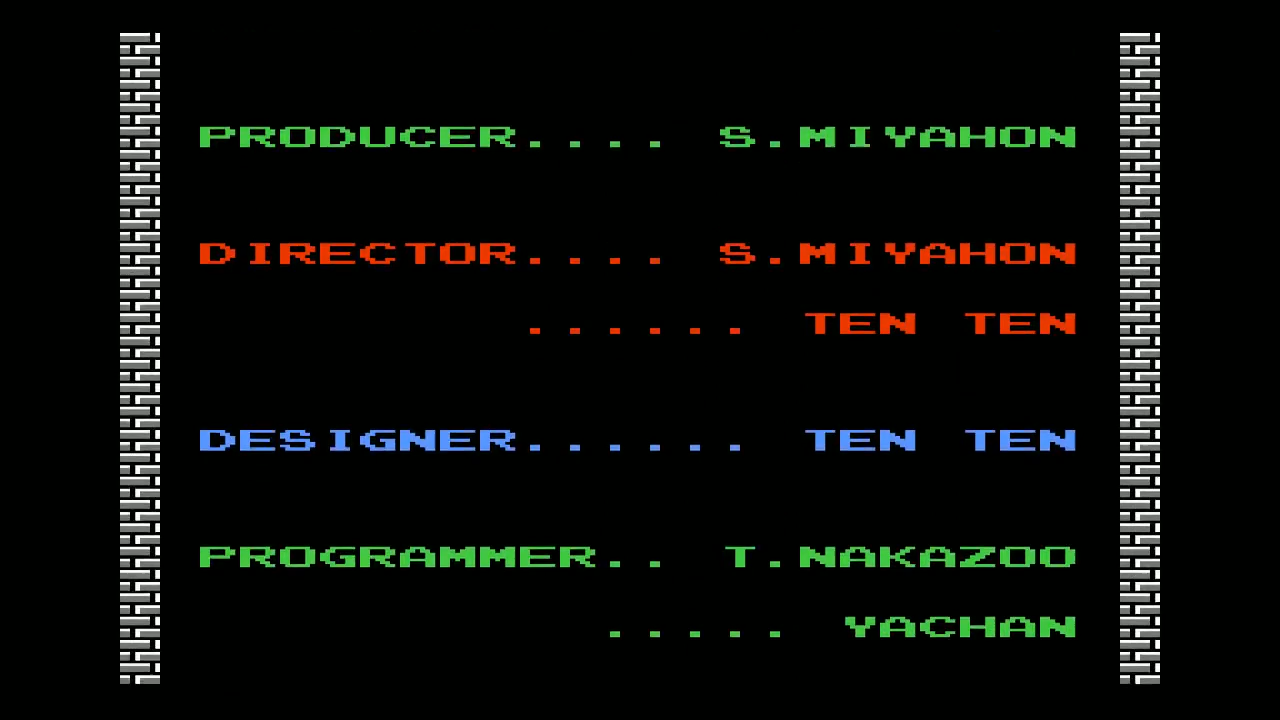 PRODUCER.... S.MIYAHON
DIRECTOR.... S.MIYAHON
...... TEN TEN
DESIGNER...... TEN TEN
PROGRAMMER.. T.NAKAZOO
..... YACHAN